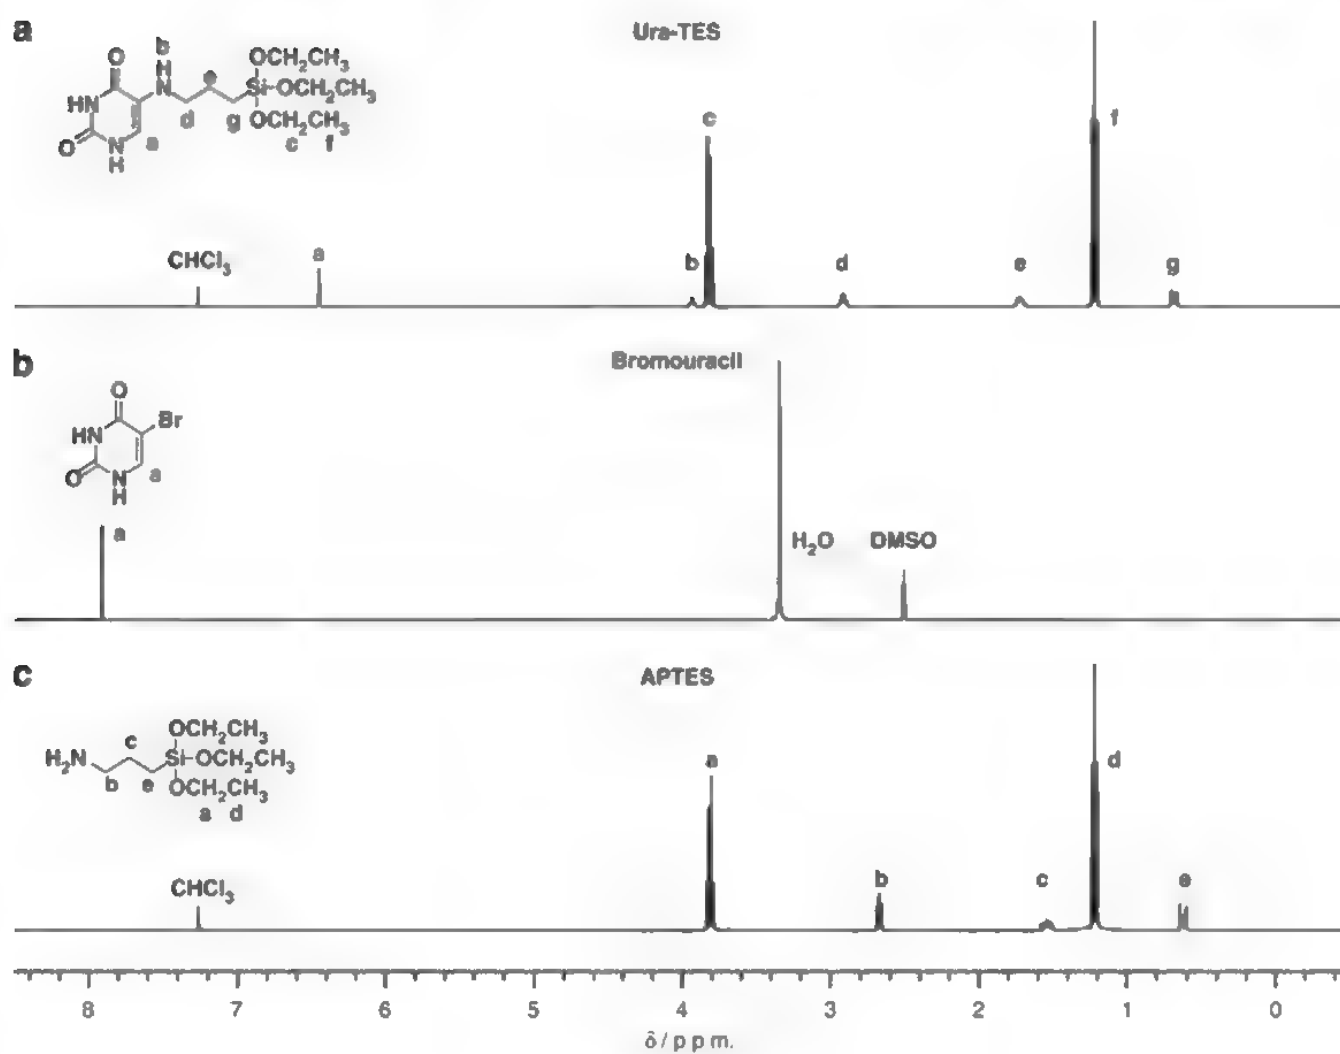 a
Ura-TES
b
H
N
O
HN
O
N
H
a
d
e
g
Si
OCH2CH3
OCH2CH3
OCH2CH3
c f
CHCl3
a
b
c
d
e
f
g
b
Bromouracil
O
Br
HN
O
N
H
a
a
H2O
DMSO
c
APTES
H2N
c
b
e
Si
OCH2CH3
OCH2CH3
OCH2CH3
a d
CHCl3
a
b
c
d
e
8 7 6 5 4 3 2 1 0
δ / p p m.